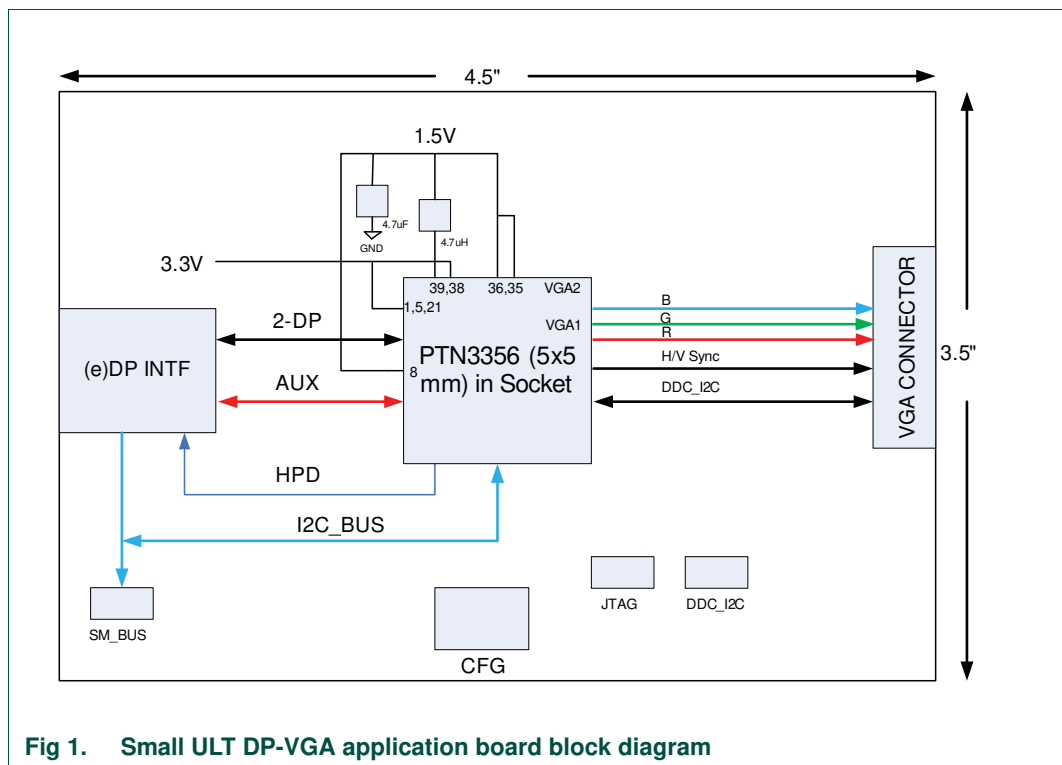 4.5"
1.5V
4.7uF
GND
4.7uH
3.3V
39,38
36,35
VGA2
1,5,21
VGA1
B
G
R
2-DP
(e)DP INTF
PTN3356 (5x5
mm) in Socket
8
H/V Sync
VGA CONNECTOR
3.5"
AUX
DDC_I2C
HPD
I2C_BUS
SM_BUS
CFG
JTAG
DDC_I2C
Fig 1. Small ULT DP-VGA application board block diagram